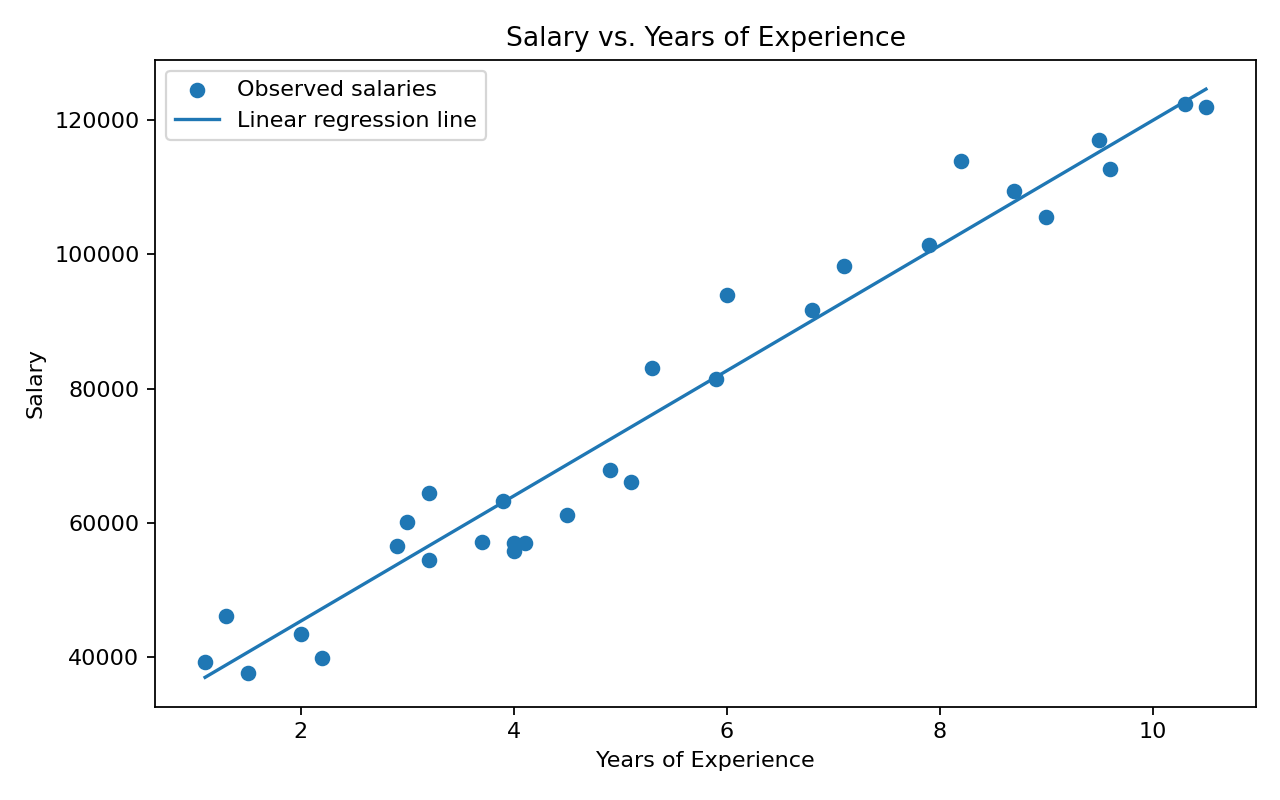 Salary vs. Years of Experience
Observed salaries
Linear regression line
120000
100000
80000
60000
40000
Salary
2 4 6 8 10
Years of Experience